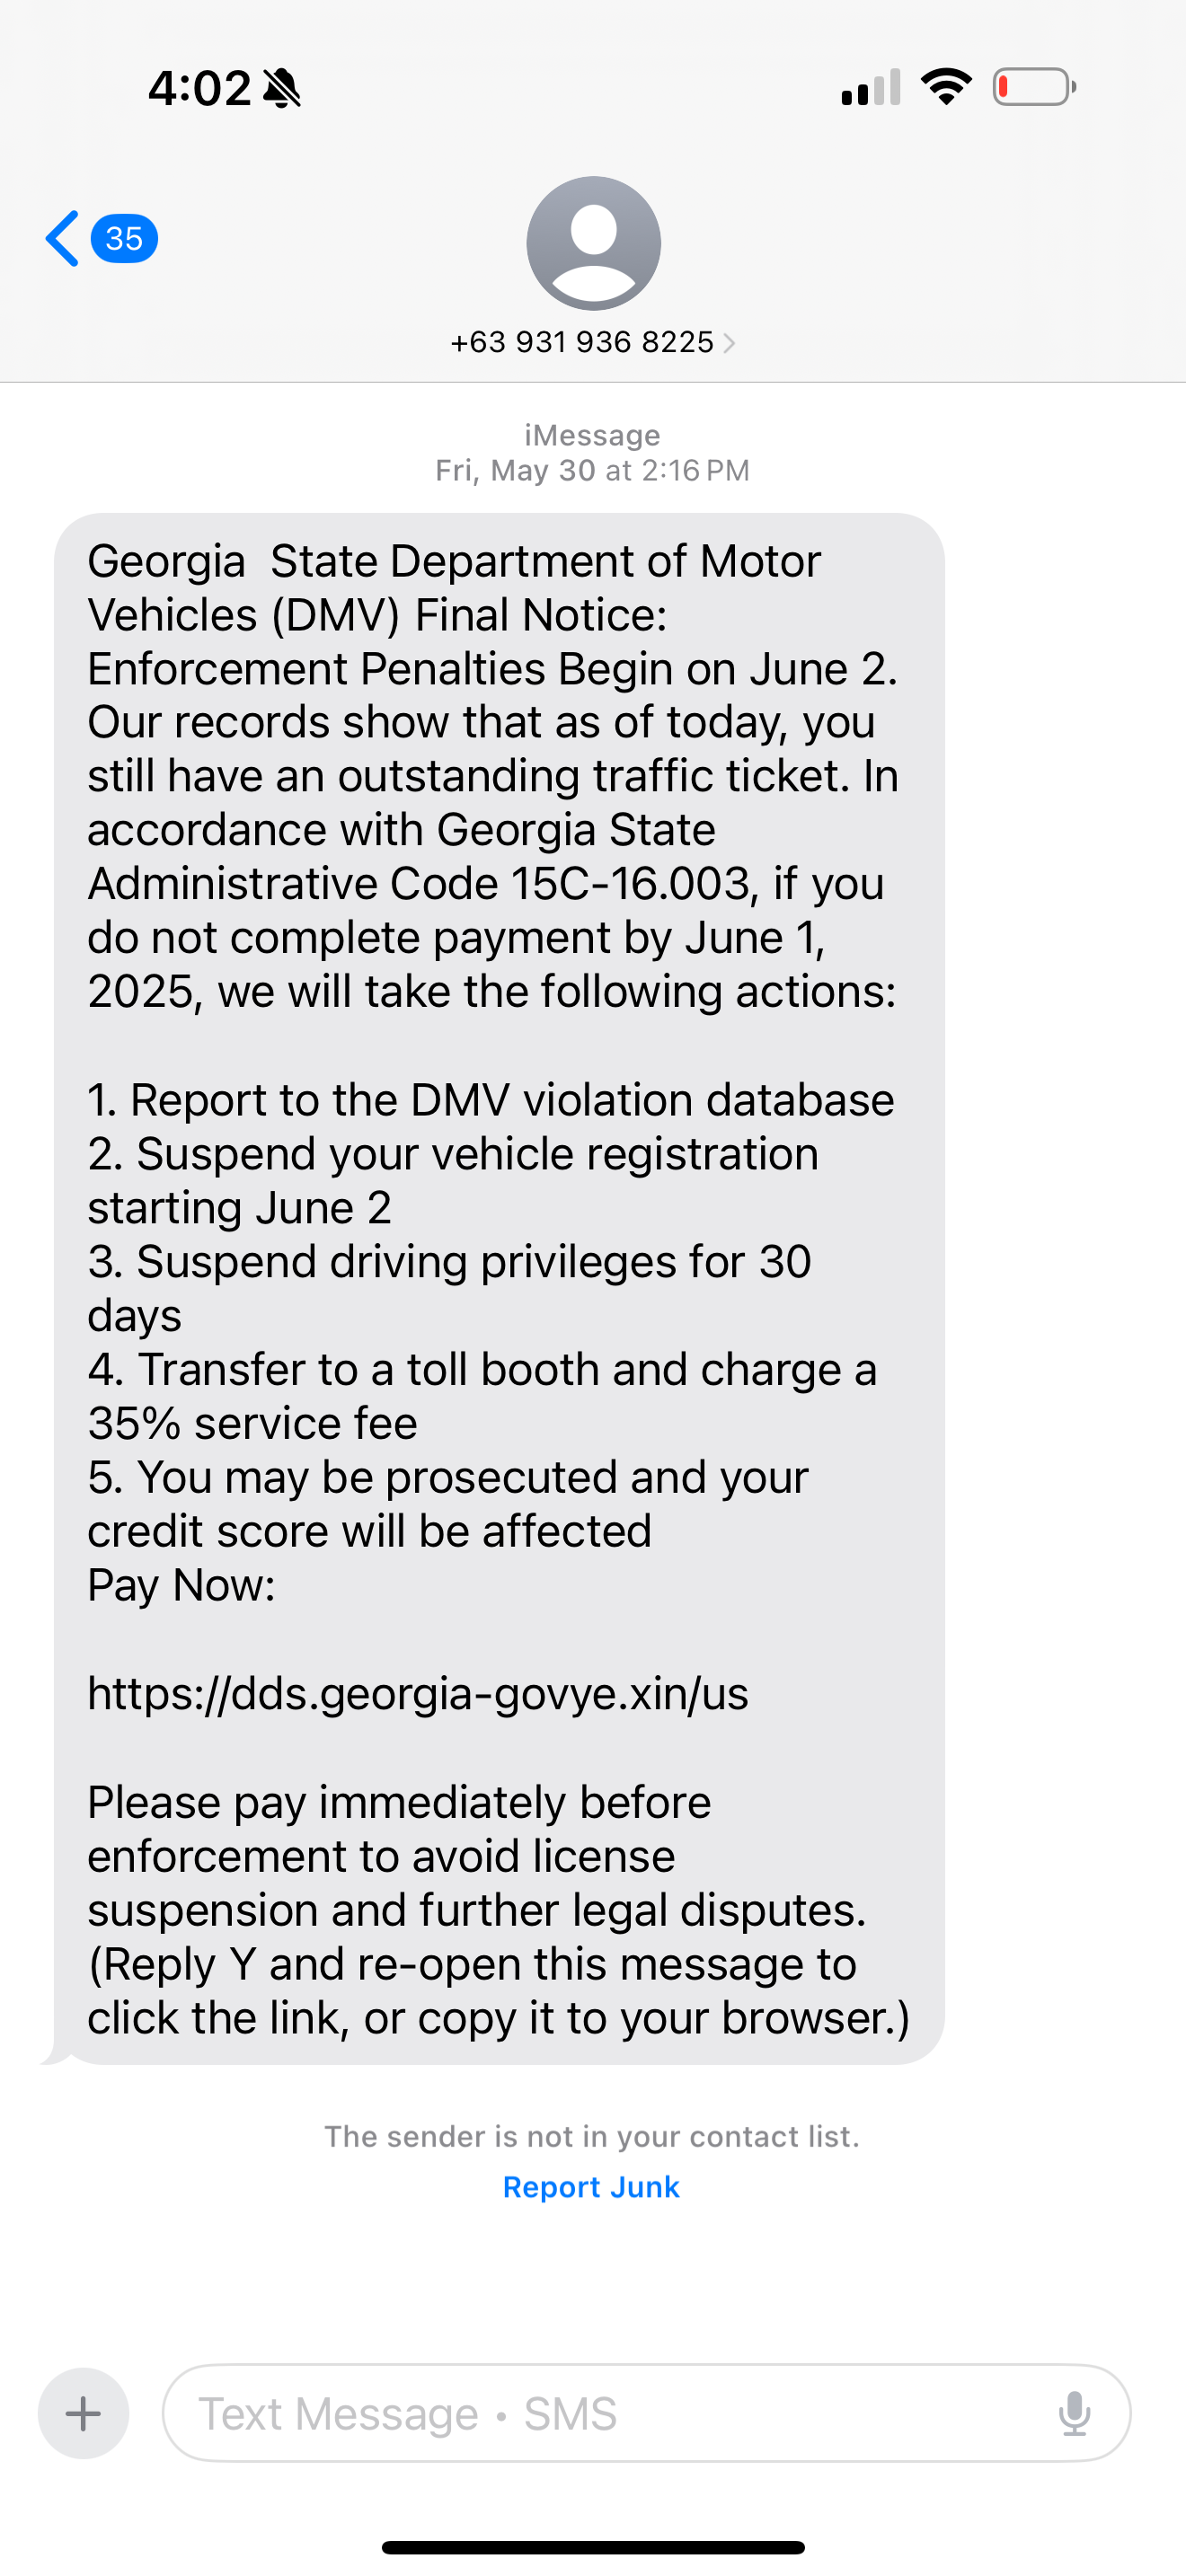 4:02
35
+63 931 936 8225
iMessage
Fri, May 30 at 2:16 PM
Georgia  State Department of Motor
Vehicles (DMV) Final Notice:
Enforcement Penalties Begin on June 2.
Our records show that as of today, you
still have an outstanding traffic ticket. In
accordance with Georgia State
Administrative Code 15C-16.003, if you
do not complete payment by June 1,
2025, we will take the following actions:
1. Report to the DMV violation database
2. Suspend your vehicle registration
starting June 2
3. Suspend driving privileges for 30
days
4. Transfer to a toll booth and charge a
35% service fee
5. You may be prosecuted and your
credit score will be affected
Pay Now:
https://dds.georgia-govye.xin/us
Please pay immediately before
enforcement to avoid license
suspension and further legal disputes.
(Reply Y and re-open this message to
click the link, or copy it to your browser.)
The sender is not in your contact list.
Report Junk
Text Message • SMS